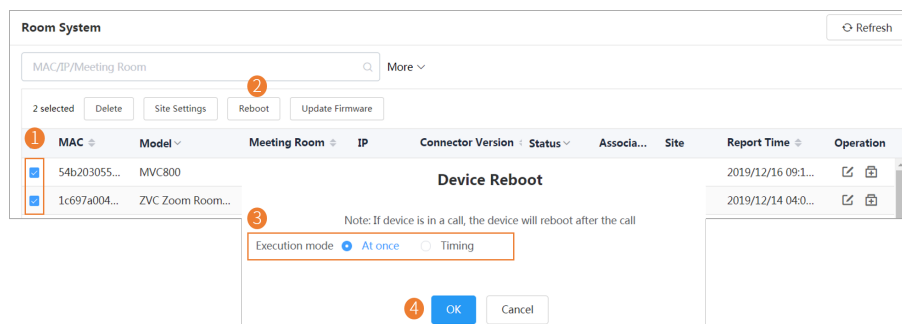 Room System
Refresh
MAC/IP/Meeting Room
More
2
2 selected Delete Site Settings Reboot Update Firmware
1
MAC Model Meeting Room IP Connector Version Status Associa... Site Report Time Operation
54b203055... MVC800 2019/12/16 09:1...
1c697a004... ZVC Zoom Room... 2019/12/14 04:0...
Device Reboot
Note: If device is in a call, the device will reboot after the call
3
Execution mode At once Timing
4
OK Cancel